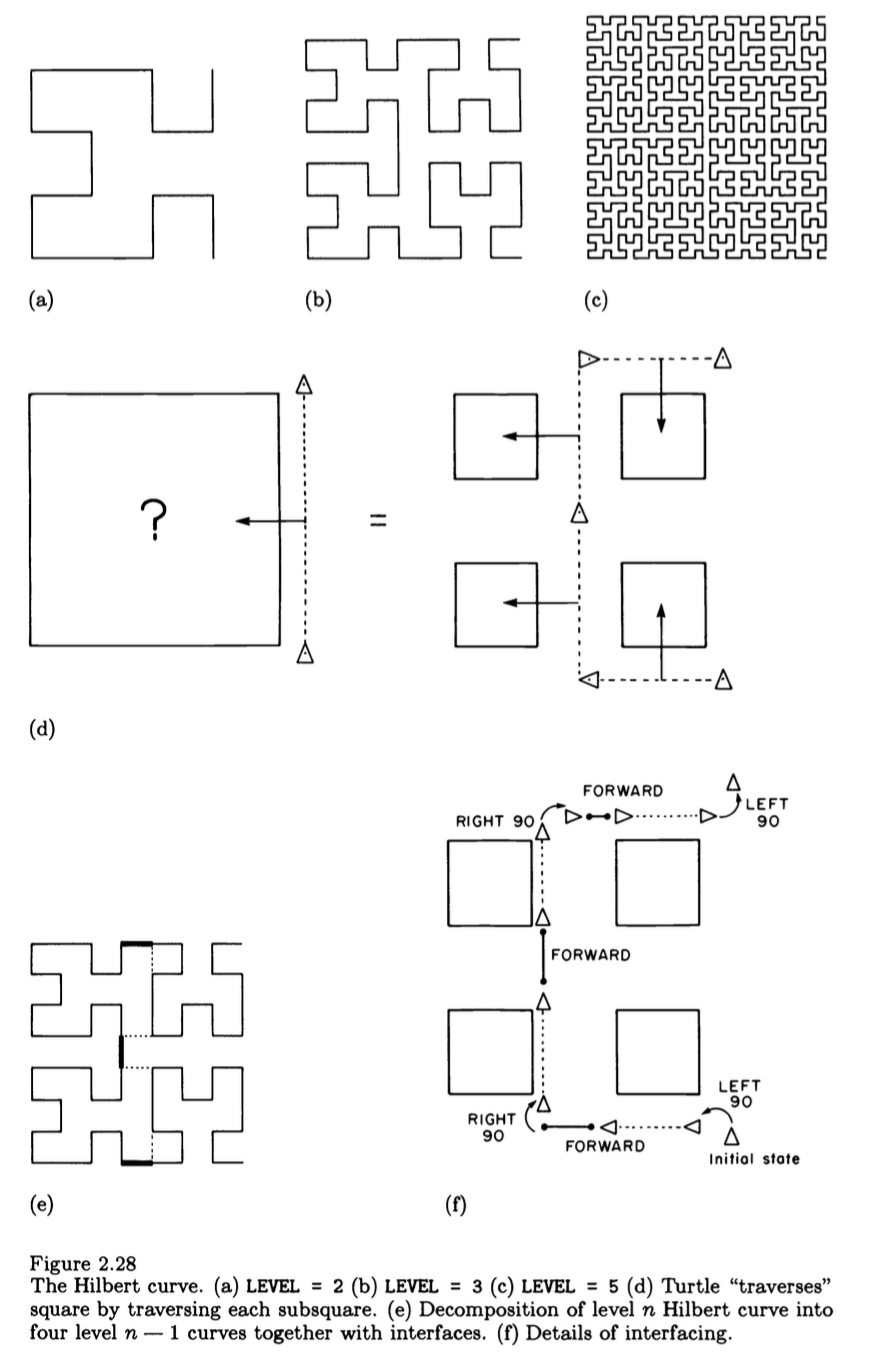 (a)
(b)
(c)
?
=
(d)
FORWARD
RIGHT 90
LEFT
90
FORWARD
RIGHT
90
FORWARD
LEFT
90
Initial state
(e)
(f)
Figure 2.28
The Hilbert curve. (a) LEVEL = 2 (b) LEVEL = 3 (c) LEVEL = 5 (d) Turtle “traverses”
square by traversing each subsquare. (e) Decomposition of level n Hilbert curve into
four level n — 1 curves together with interfaces. (f) Details of interfacing.